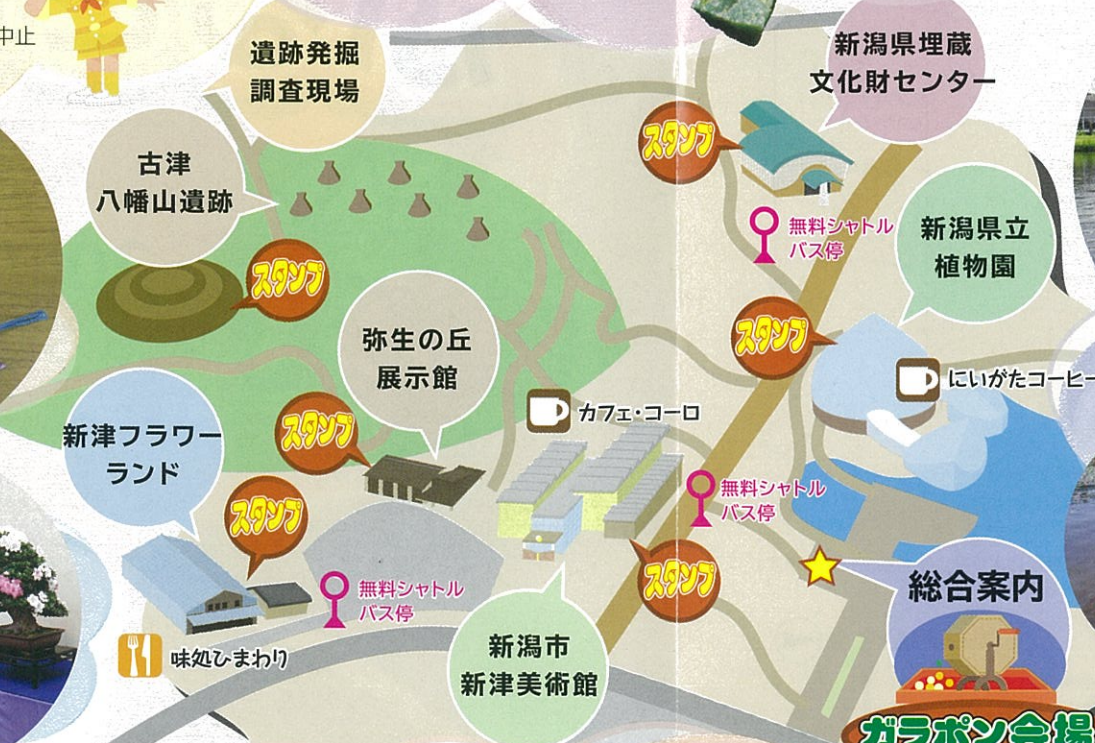 中止
遺跡発掘
調査現場
新潟県埋蔵
文化財センター
スタンプ
古津
八幡山遺跡
無料シャトル
バス停
新潟県立
植物園
スタンプ
スタンプ
弥生の丘
展示館
にいがたコーヒー
カフェ・コーロ
新津フラワー
ランド
スタンプ
スタンプ
無料シャトル
バス停
スタンプ
無料シャトル
バス停
総合案内
新潟市
新津美術館
味処ひまわり
ガラポン会場